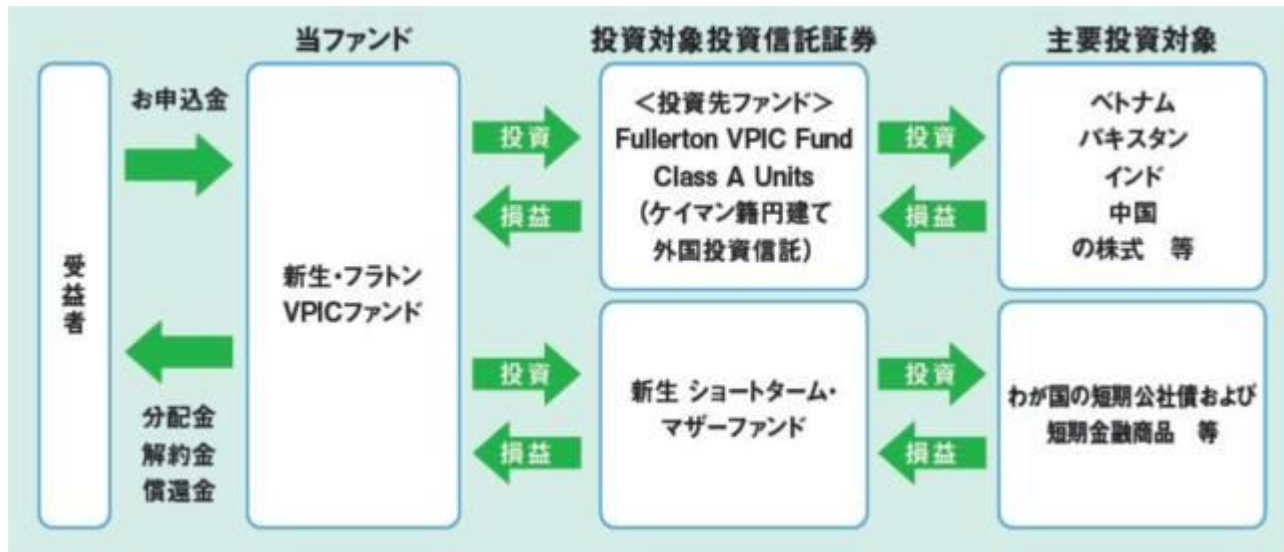 当ファンド
投資対象投資信託証券
主要投資対象
受益者
お申込金
分配金
解約金
償還金
新生・フラトン
VPICファンド
投資
損益
＜投資先ファンド＞
Fullerton VPIC Fund
Class A Units
(ケイマン籍円建て
外国投資信託)
投資
損益
ベトナム
パキスタン
インド
中国
の株式　等
投資
損益
新生 ショートターム・
マザーファンド
投資
損益
わが国の短期公社債および
短期金融商品　等